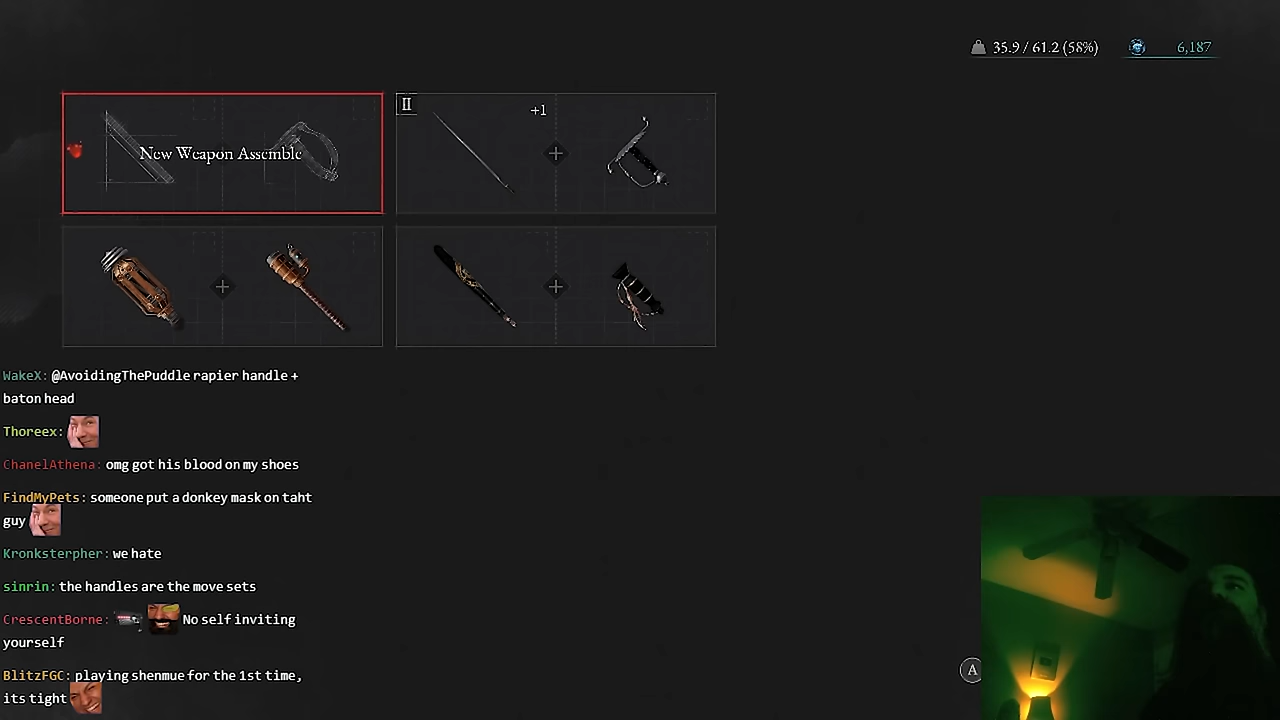 35.9 / 61.2 (58%)
6,187
New Weapon Assemble
II
+1
WakeX: @AvoidingThePuddle rapier handle +
baton head
Thoreex:
ChanelAthena: omg got his blood on my shoes
FindMyPets: someone put a donkey mask on taht
guy
Kronksterpher: we hate
sinrin: the handles are the move sets
CrescentBorne: No self inviting
yourself
BlitzFGC: playing shenmue for the 1st time,
its tight
A